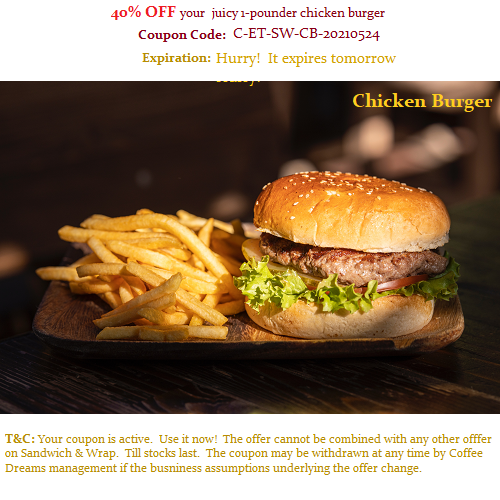 40% OFF your juicy 1-pounder chicken burger
Coupon Code: C-ET-SW-CB-20210524
Expiration: Hurry! It expires tomorrow
Chicken Burger
T&C: Your coupon is active. Use it now! The offer cannot be combined with any other offfer
on Sandwich & Wrap. Till stocks last. The coupon may be withdrawn at any time by Coffee
Dreams management if the busniness assumptions underlying the offer change.